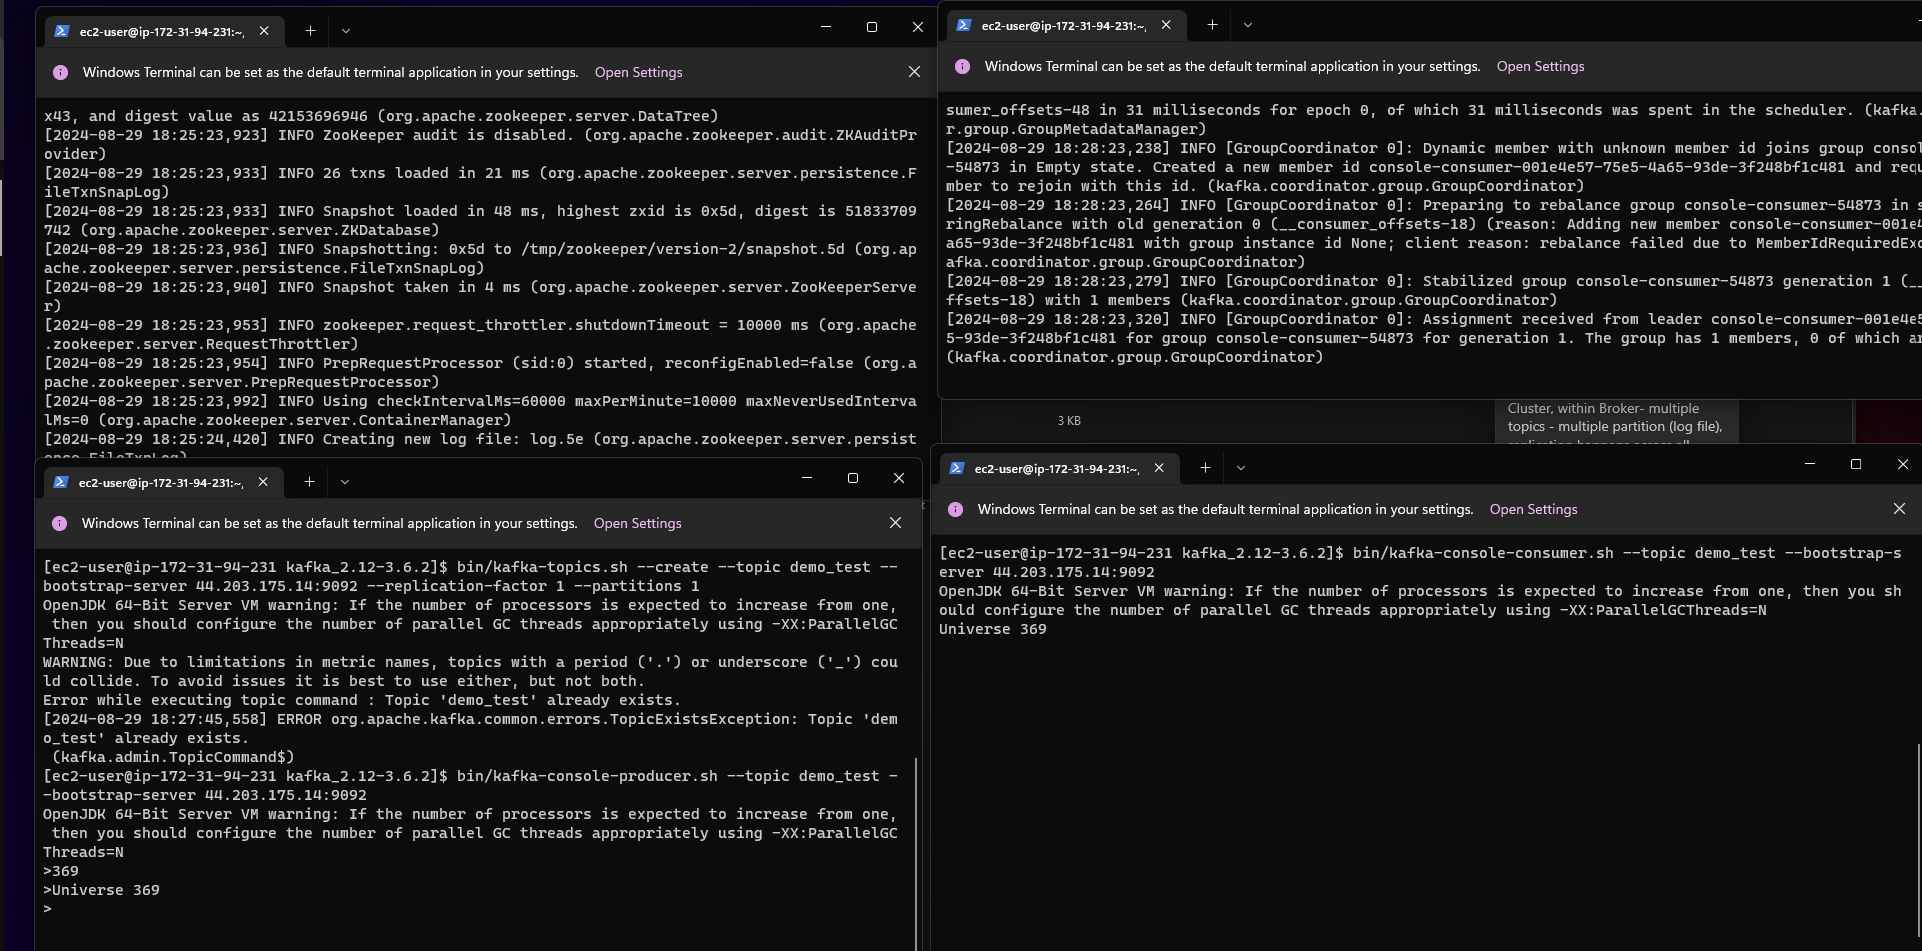 ec2-user@ip-172-31-94-231:~,
Windows Terminal can be set as the default terminal application in your settings. Open Settings
x43, and digest value as 42153696946 (org.apache.zookeeper.server.DataTree)
[2024-08-29 18:25:23,923] INFO ZooKeeper audit is disabled. (org.apache.zookeeper.audit.ZKAuditPr
ovider)
[2024-08-29 18:25:23,933] INFO 26 txns loaded in 21 ms (org.apache.zookeeper.server.persistence.F
ileTxnSnapLog)
[2024-08-29 18:25:23,933] INFO Snapshot loaded in 48 ms, highest zxid is 0x5d, digest is 51833709
742 (org.apache.zookeeper.server.ZKDatabase)
[2024-08-29 18:25:23,936] INFO Snapshotting: 0x5d to /tmp/zookeeper/version-2/snapshot.5d (org.ap
ache.zookeeper.server.persistence.FileTxnSnapLog)
[2024-08-29 18:25:23,940] INFO Snapshot taken in 4 ms (org.apache.zookeeper.server.ZooKeeperServe
r)
[2024-08-29 18:25:23,953] INFO zookeeper.request_throttler.shutdownTimeout = 10000 ms (org.apache
.zookeeper.server.RequestThrottler)
[2024-08-29 18:25:23,954] INFO PrepRequestProcessor (sid:0) started, reconfigEnabled=false (org.a
pache.zookeeper.server.PrepRequestProcessor)
[2024-08-29 18:25:23,992] INFO Using checkIntervalMs=60000 maxPerMinute=10000 maxNeverUsedInterva
lMs=0 (org.apache.zookeeper.server.ContainerManager)
[2024-08-29 18:25:24,420] INFO Creating new log file: log.5e (org.apache.zookeeper.server.persist
ence.FileTxnLog)
ec2-user@ip-172-31-94-231:~,
Windows Terminal can be set as the default terminal application in your settings. Open Settings
sumer_offsets-48 in 31 milliseconds for epoch 0, of which 31 milliseconds was spent in the scheduler. (kafka.
r.group.GroupMetadataManager)
[2024-08-29 18:28:23,238] INFO [GroupCoordinator 0]: Dynamic member with unknown member id joins group consol
-54873 in Empty state. Created a new member id console-consumer-001e4e57-75e5-4a65-93de-3f248bf1c481 and requ
mber to rejoin with this id. (kafka.coordinator.group.GroupCoordinator)
[2024-08-29 18:28:23,264] INFO [GroupCoordinator 0]: Preparing to rebalance group console-consumer-54873 in s
ringRebalance with old generation 0 (__consumer_offsets-18) (reason: Adding new member console-consumer-001e4
a65-93de-3f248bf1c481 with group instance id None; client reason: rebalance failed due to MemberIdRequiredExc
afka.coordinator.group.GroupCoordinator)
[2024-08-29 18:28:23,279] INFO [GroupCoordinator 0]: Stabilized group console-consumer-54873 generation 1 (__
ffsets-18) with 1 members (kafka.coordinator.group.GroupCoordinator)
[2024-08-29 18:28:23,320] INFO [GroupCoordinator 0]: Assignment received from leader console-consumer-001e4e5
5-93de-3f248bf1c481 for group console-consumer-54873 for generation 1. The group has 1 members, 0 of which ar
(kafka.coordinator.group.GroupCoordinator)
3 KB
Cluster, within Broker- multiple
topics - multiple partition (log file),
ec2-user@ip-172-31-94-231:~,
Windows Terminal can be set as the default terminal application in your settings. Open Settings
[ec2-user@ip-172-31-94-231 kafka_2.12-3.6.2]$ bin/kafka-topics.sh --create --topic demo_test --
bootstrap-server 44.203.175.14:9092 --replication-factor 1 --partitions 1
OpenJDK 64-Bit Server VM warning: If the number of processors is expected to increase from one,
then you should configure the number of parallel GC threads appropriately using -XX:ParallelGC
Threads=N
WARNING: Due to limitations in metric names, topics with a period ('.') or underscore ('_') cou
ld collide. To avoid issues it is best to use either, but not both.
Error while executing topic command : Topic 'demo_test' already exists.
[2024-08-29 18:27:45,558] ERROR org.apache.kafka.common.errors.TopicExistsException: Topic 'dem
o_test' already exists.
(kafka.admin.TopicCommand$)
[ec2-user@ip-172-31-94-231 kafka_2.12-3.6.2]$ bin/kafka-console-producer.sh --topic demo_test -
-bootstrap-server 44.203.175.14:9092
OpenJDK 64-Bit Server VM warning: If the number of processors is expected to increase from one,
then you should configure the number of parallel GC threads appropriately using -XX:ParallelGC
Threads=N
>369
>Universe 369
>
ec2-user@ip-172-31-94-231:~,
Windows Terminal can be set as the default terminal application in your settings. Open Settings
[ec2-user@ip-172-31-94-231 kafka_2.12-3.6.2]$ bin/kafka-console-consumer.sh --topic demo_test --bootstrap-s
erver 44.203.175.14:9092
OpenJDK 64-Bit Server VM warning: If the number of processors is expected to increase from one, then you sh
ould configure the number of parallel GC threads appropriately using -XX:ParallelGCThreads=N
Universe 369